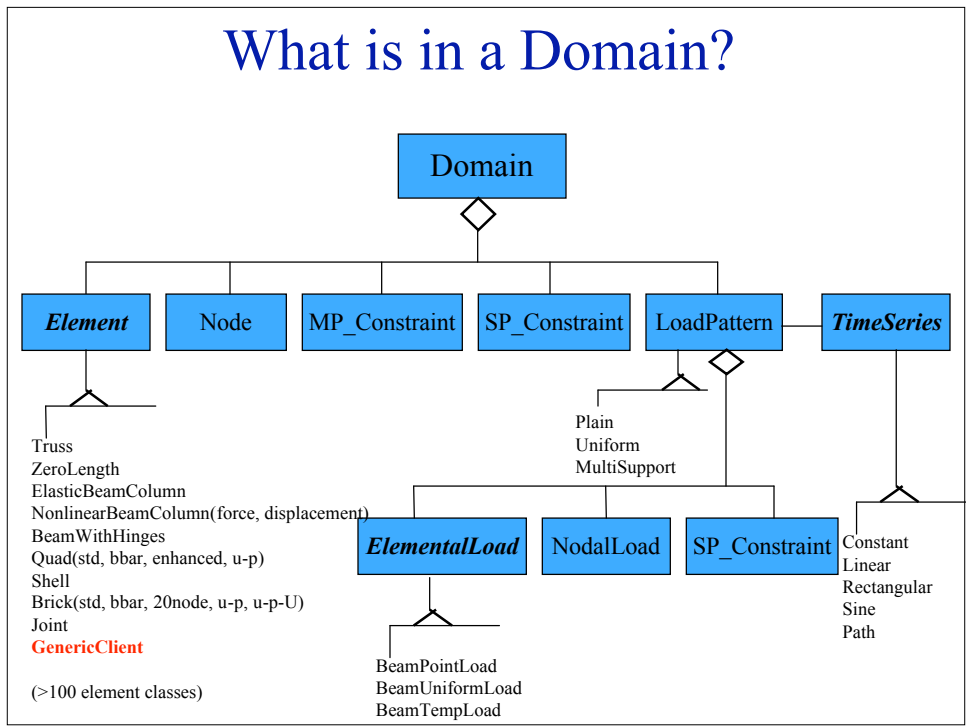 What is in a Domain?
Domain
Element
Node
MP_Constraint
SP_Constraint
LoadPattern
TimeSeries
Truss
ZeroLength
ElasticBeamColumn
NonlinearBeamColumn(force, displacement)
BeamWithHinges
Quad(std, bbar, enhanced, u-p)
Shell
Brick(std, bbar, 20node, u-p, u-p-U)
Joint
GenericClient
(>100 element classes)
Plain
Uniform
MultiSupport
ElementalLoad
NodalLoad
SP_Constraint
BeamPointLoad
BeamUniformLoad
BeamTempLoad
Constant
Linear
Rectangular
Sine
Path